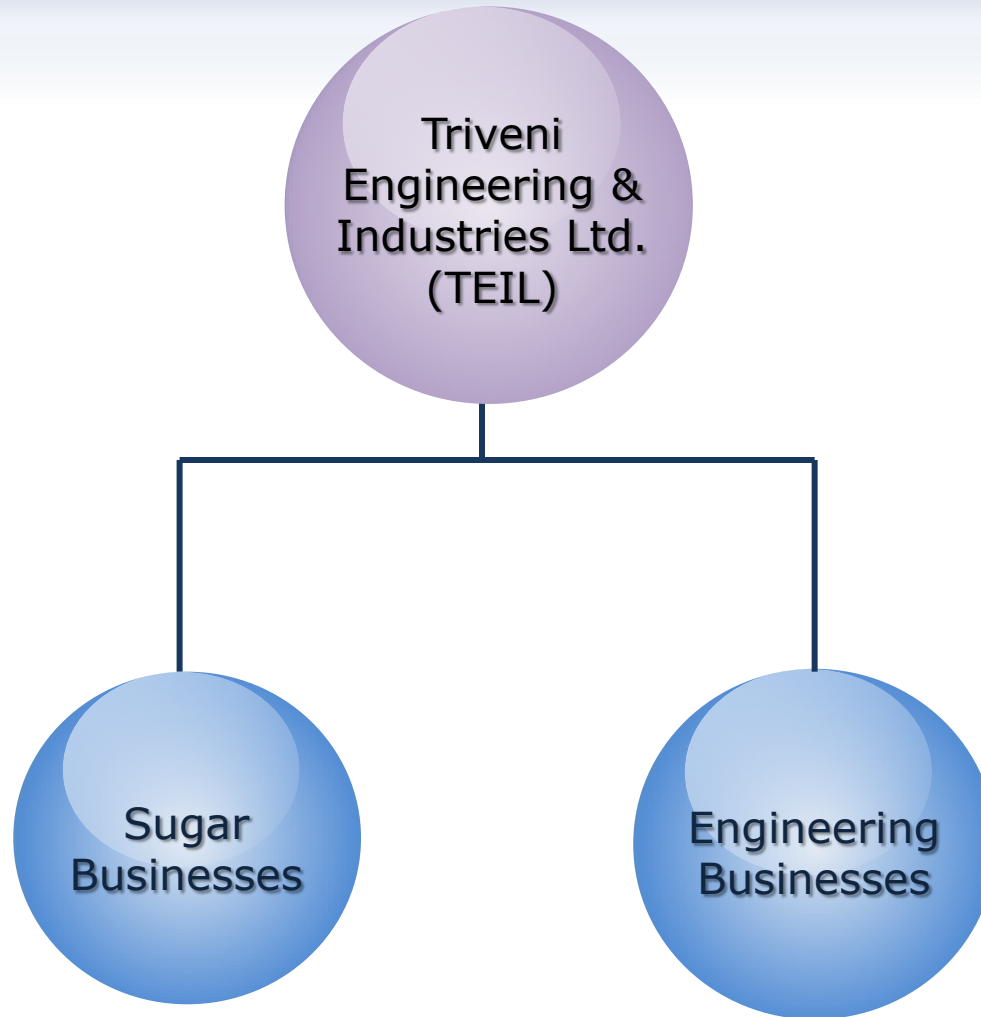 Triveni
Engineering &
Industries Ltd.
(TEIL)
Sugar
Businesses
Engineering
Businesses